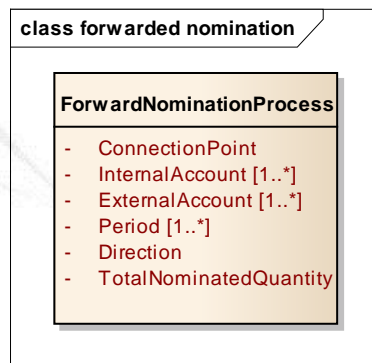 class forwarded nomination
ForwardNominationProcess
- ConnectionPoint
- InternalAccount [1..*]
- ExternalAccount [1..*]
- Period [1..*]
- Direction
- TotalNominatedQuantity